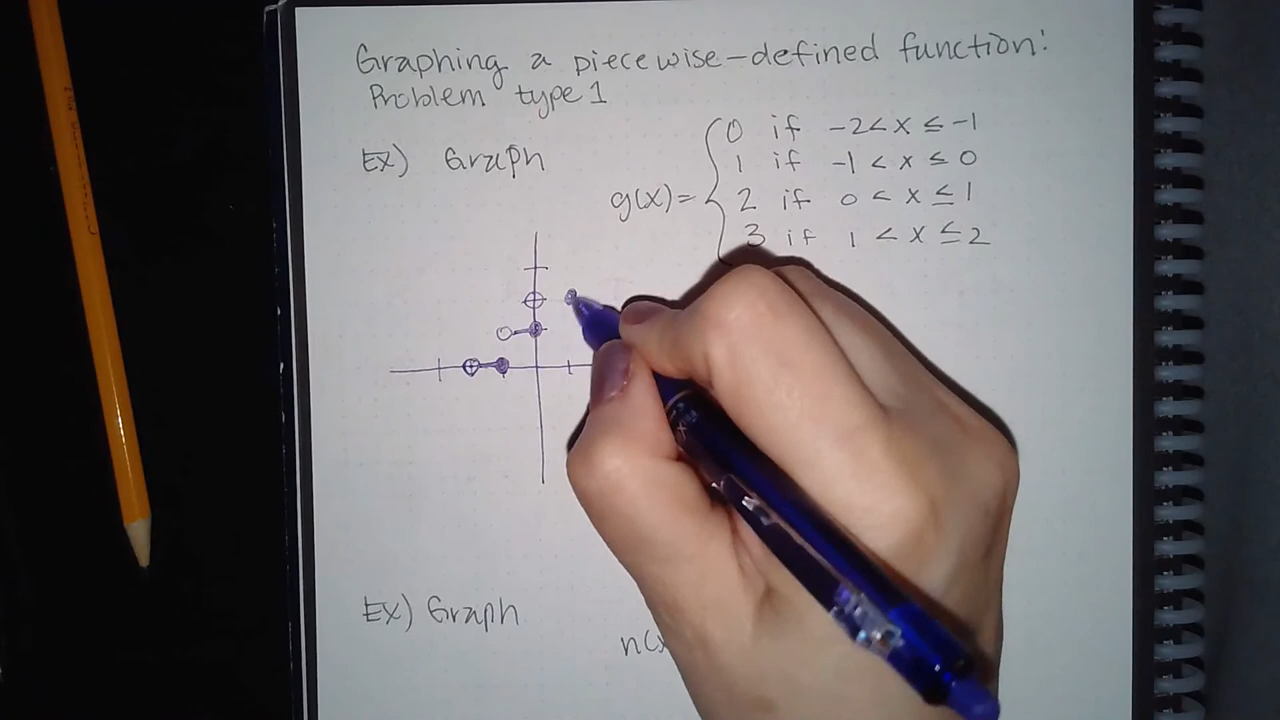 Graphing a piecewise-defined function:
Problem type 1
Ex) Graph
g(x)= { 0 if -2 < x ≤ -1
1 if -1 < x ≤ 0
2 if 0 < x ≤ 1
3 if 1 < x ≤ 2
Ex) Graph
n(x